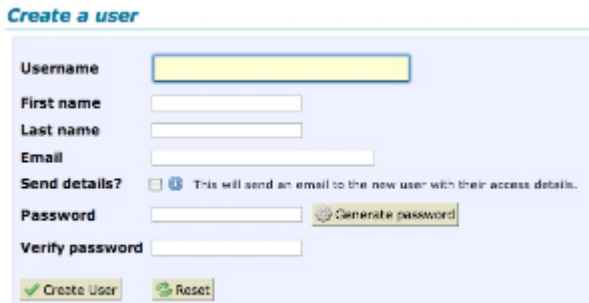 Create a user
Username
First name
Last name
Email
Send details? This will send an email to the new user with their access details.
Password Generate password
Verify password
Create User Reset